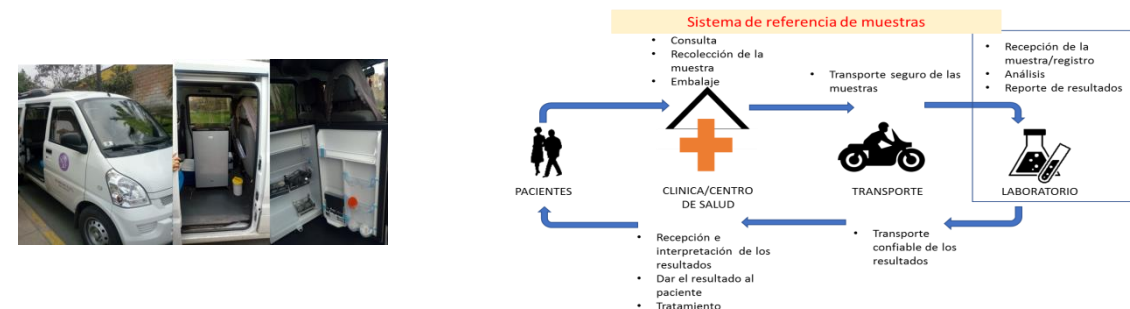 Sistema de referencia de muestras
• Consulta
• Recolección de la
muestra
• Embalaje
• Transporte seguro de las
muestras
• Recepción de la
muestra/registro
• Análisis
• Reporte de resultados
PACIENTES
CLINICA/CENTRO
DE SALUD
TRANSPORTE
LABORATORIO
• Recepción e
interpretación de los
resultados
• Dar el resultado al
paciente
• Tratamiento
• Transporte
confiable de los
resultados